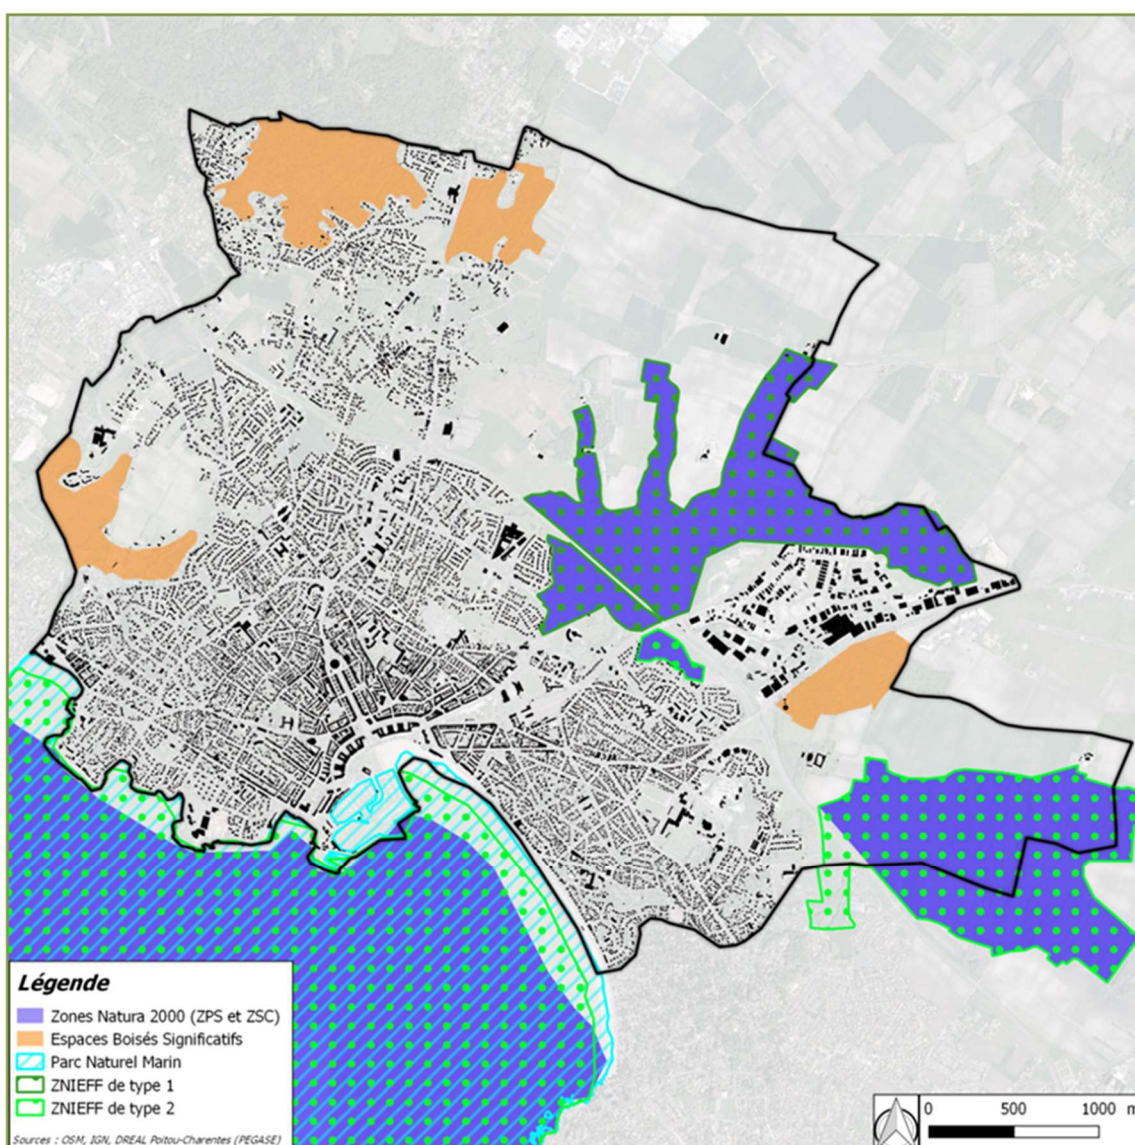 Légende
Zones Natura 2000 (ZPS et ZSC)
Espaces Boisés Significatifs
Parc Naturel Marin
ZNIEFF de type 1
ZNIEFF de type 2
Sources : OSM, IGN, DREAL Poitou-Charentes (PEGASE)
0 500 1000 m